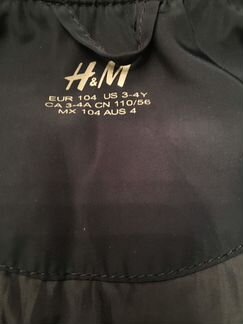 H&M
EUR 104 US 3-4Y
CA 3-4A CN 110/56
MX 104 AUS 4